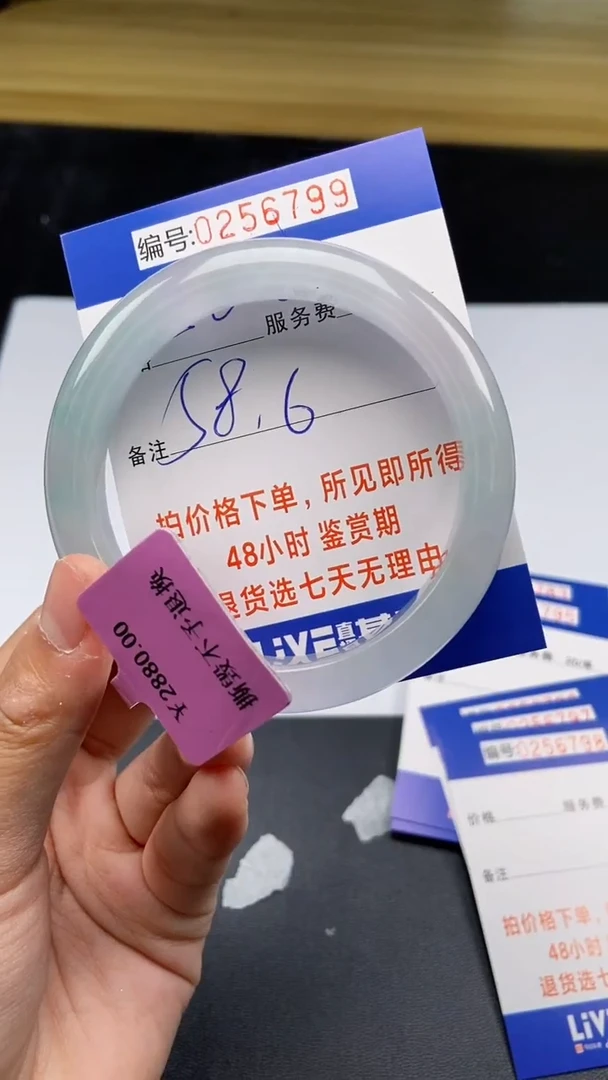 编号:0256799
服务费
58.6
备注
拍价格下单，所见即所得
48小时 鉴赏期
退货选七天无理由
¥2880.00
撕毁不予退换
编号:0256798
价格 服务费
备注
拍价格下单,
48小时
退货选七
LiV